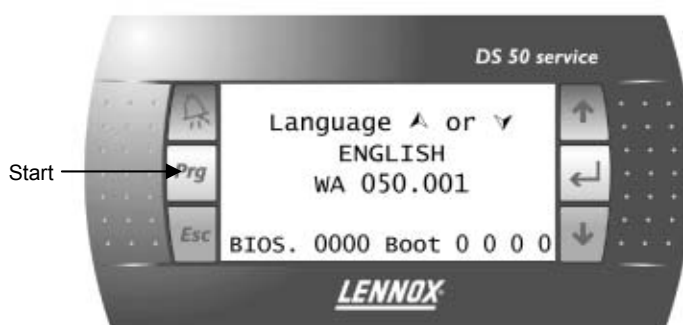 DS 50 service
Language ⮝ or ⮟
ENGLISH
WA 050.001
BIOS. 0000 Boot 0 0 0 0
Start
Prg
Esc
LENNOX